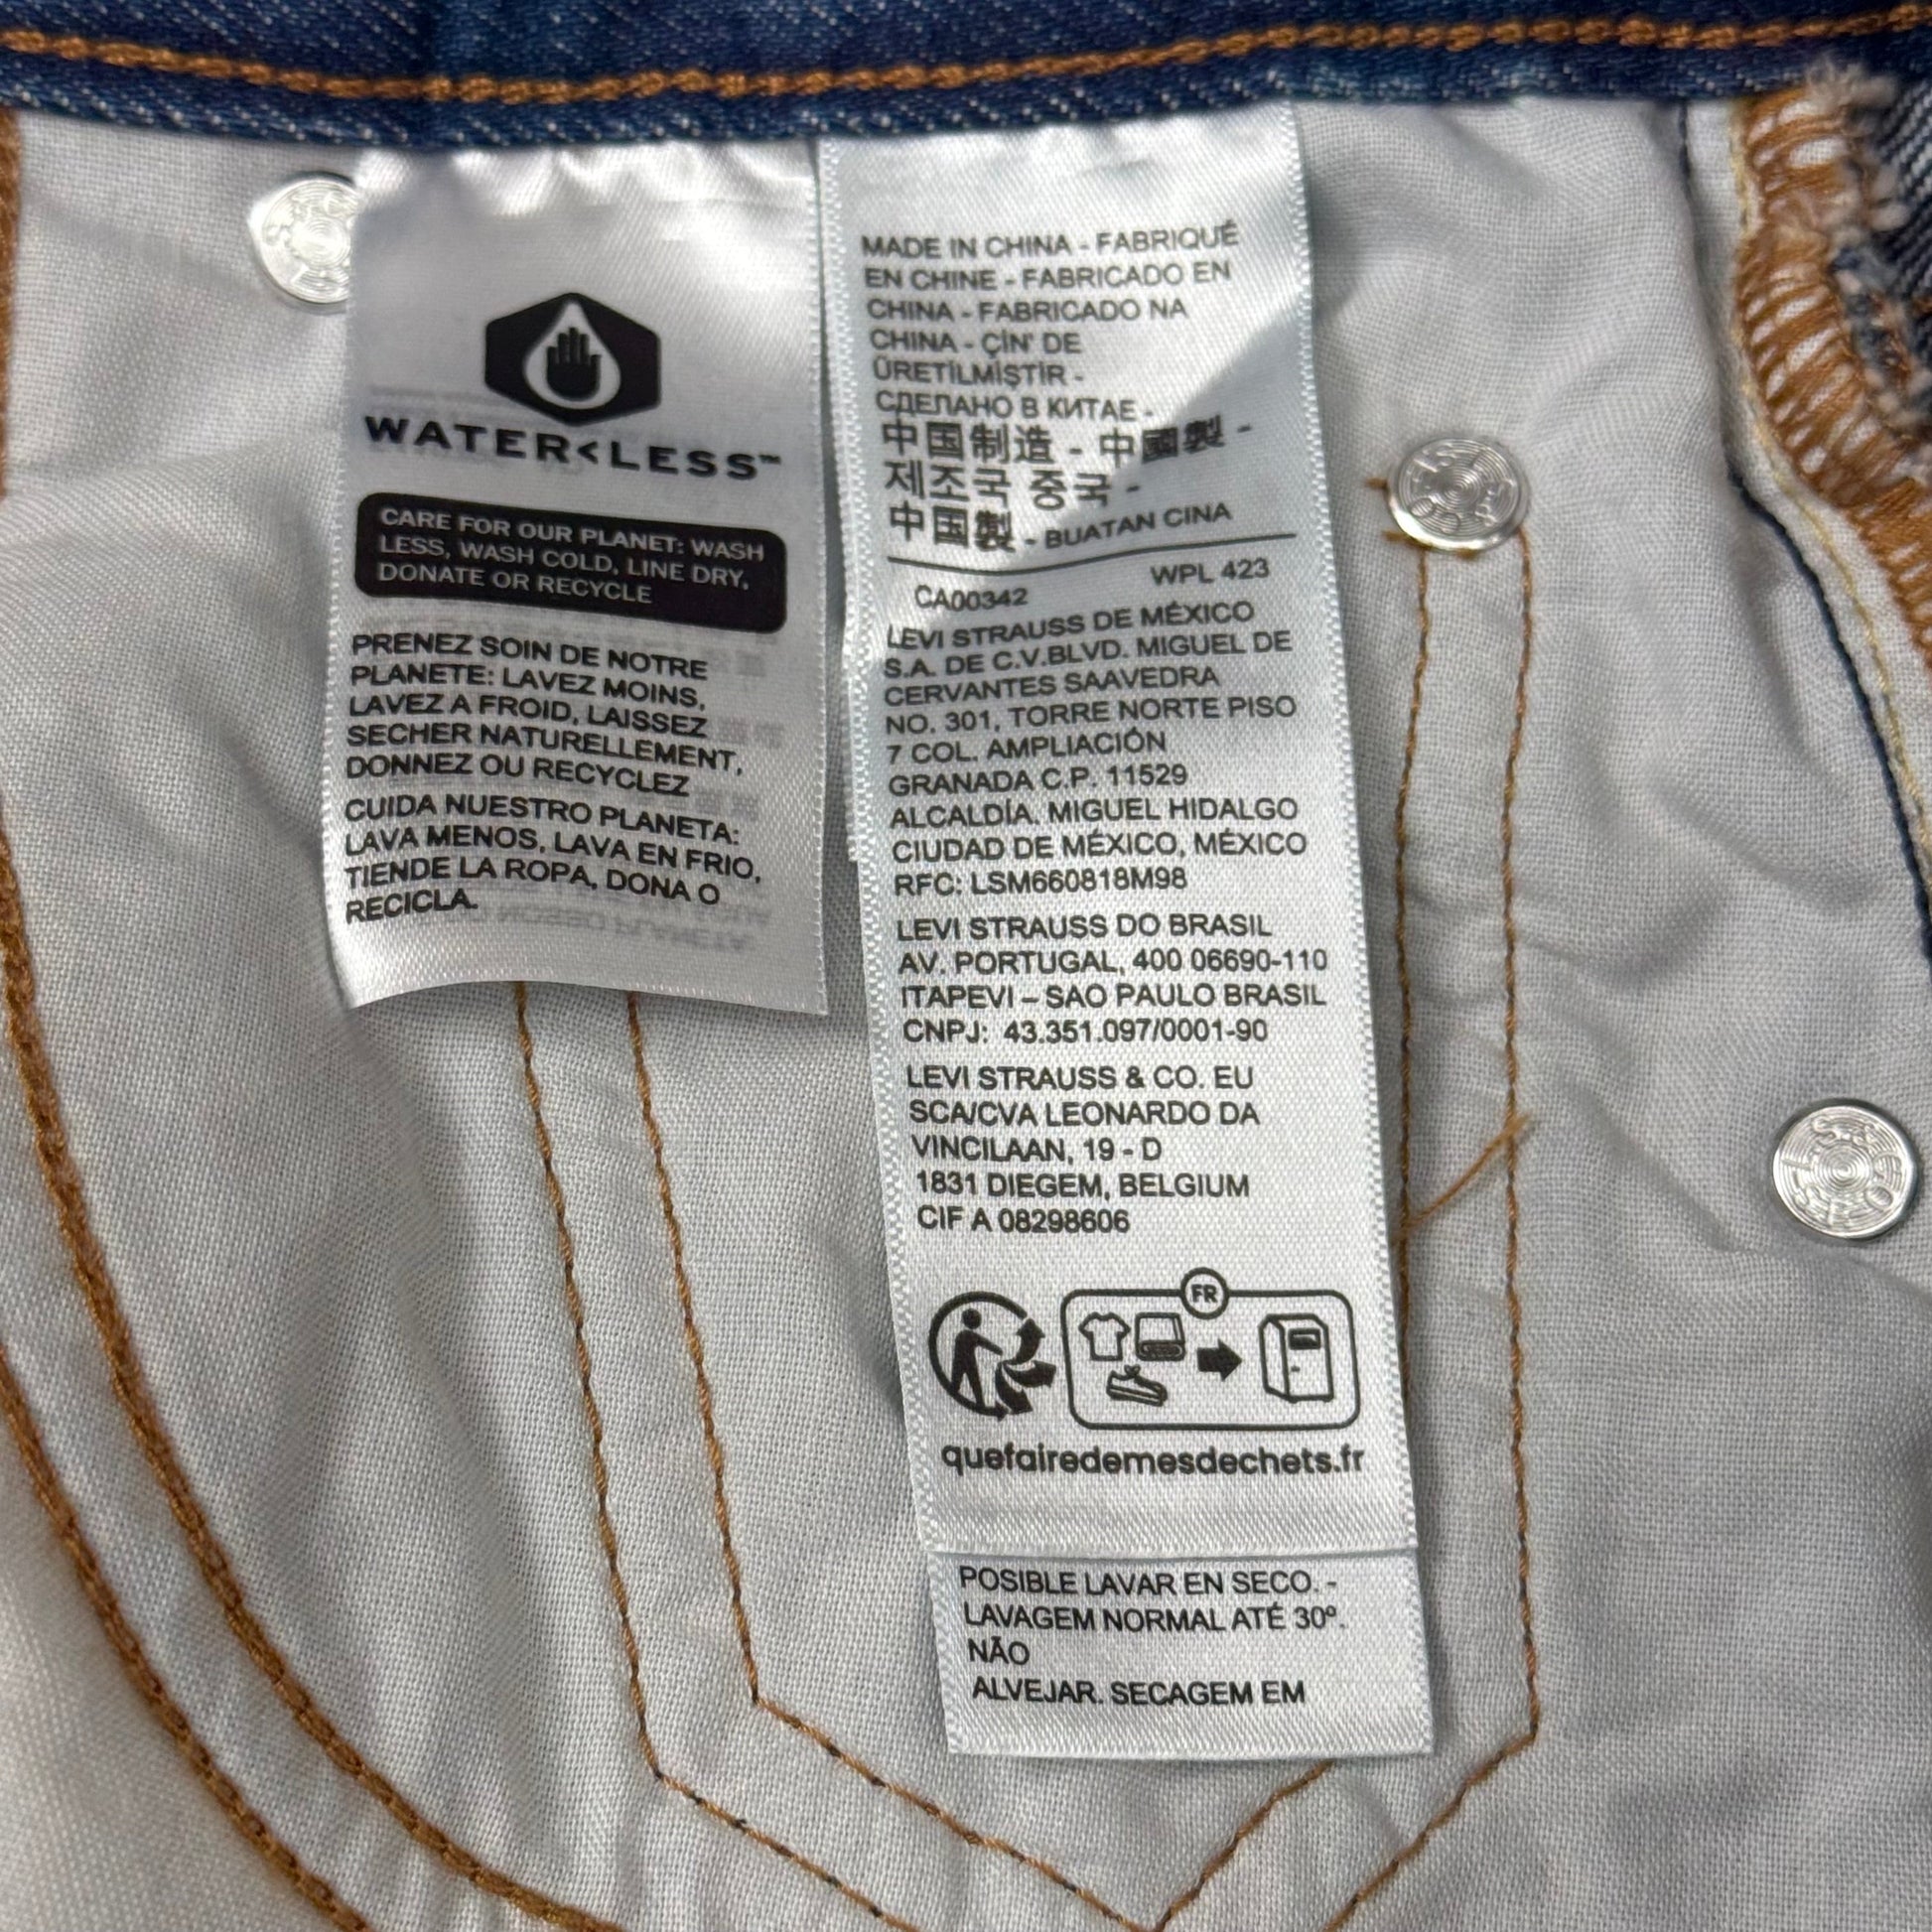 WATER<LESS™
CARE FOR OUR PLANET: WASH
LESS, WASH COLD, LINE DRY,
DONATE OR RECYCLE
PRENEZ SOIN DE NOTRE
PLANETE: LAVEZ MOINS,
LAVEZ A FROID, LAISSEZ
SECHER NATURELLEMENT,
DONNEZ OU RECYCLEZ
CUIDA NUESTRO PLANETA:
LAVA MENOS, LAVA EN FRIO,
TIENDE LA ROPA, DONA O
RECICLA.
MADE IN CHINA - FABRIQUÉ
EN CHINE - FABRICADO EN
CHINA - FABRICADO NA
CHINA - ÇİN' DE
ÜRETİLMİŞTİR -
СДЕЛАНО В КИТАЕ -
中国制造 - 中國製 -
제조국 중국 -
中国製 - BUATAN CINA
CA00342 WPL 423
LEVI STRAUSS DE MÉXICO
S.A. DE C.V.BLVD. MIGUEL DE
CERVANTES SAAVEDRA
NO. 301, TORRE NORTE PISO
7 COL. AMPLIACIÓN
GRANADA C.P. 11529
ALCALDÍA. MIGUEL HIDALGO
CIUDAD DE MÉXICO, MÉXICO
RFC: LSM660818M98
LEVI STRAUSS DO BRASIL
AV. PORTUGAL, 400 06690-110
ITAPEVI – SAO PAULO BRASIL
CNPJ: 43.351.097/0001-90
LEVI STRAUSS & CO. EU
SCA/CVA LEONARDO DA
VINCILAAN, 19 - D
1831 DIEGEM, BELGIUM
CIF A 08298606
FR
quefairedemesdechets.fr
POSIBLE LAVAR EN SECO. -
LAVAGEM NORMAL ATÉ 30º.
NÃO
ALVEJAR. SECAGEM EM